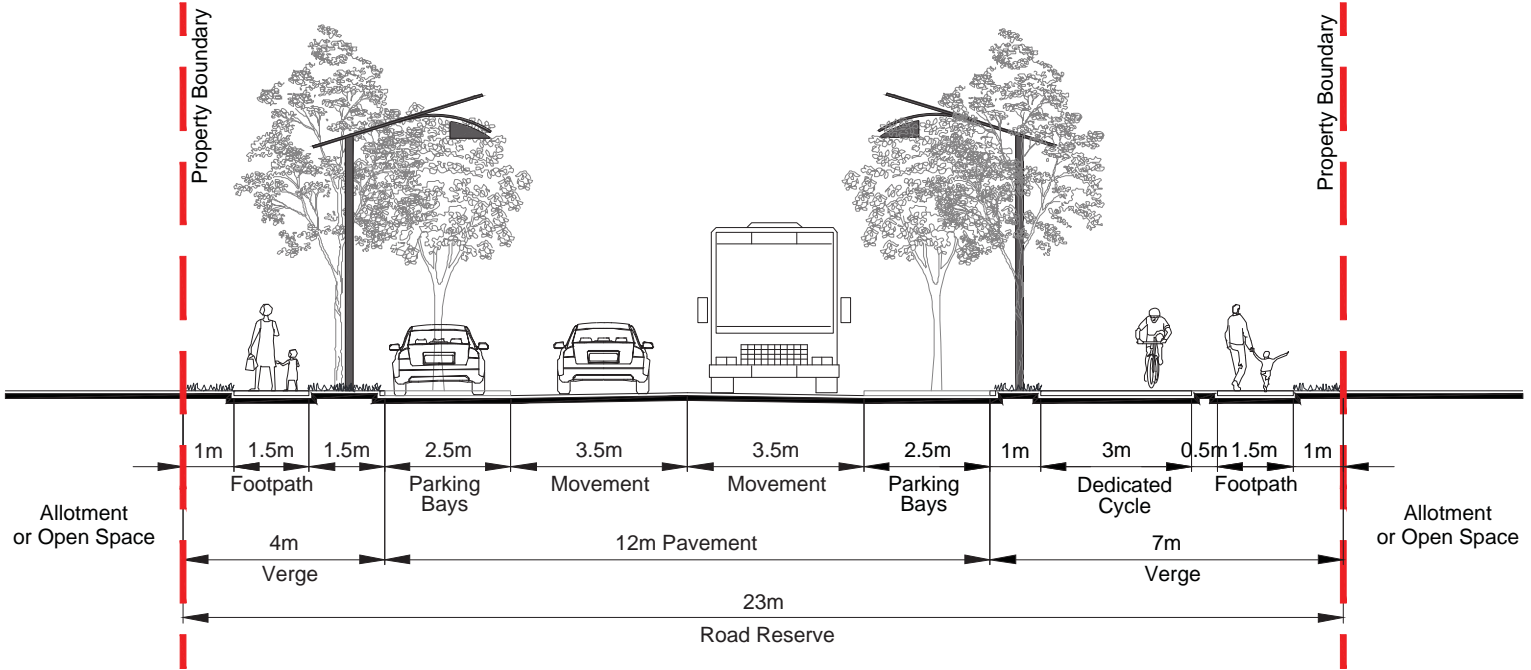 Property Boundary
Property Boundary
1m
1.5m
1.5m
2.5m
3.5m
3.5m
2.5m
1m
3m
0.5m
1.5m
1m
Footpath
Parking
Bays
Movement
Movement
Parking
Bays
Dedicated
Cycle
Footpath
Allotment
or Open Space
Allotment
or Open Space
4m
Verge
12m Pavement
7m
Verge
23m
Road Reserve